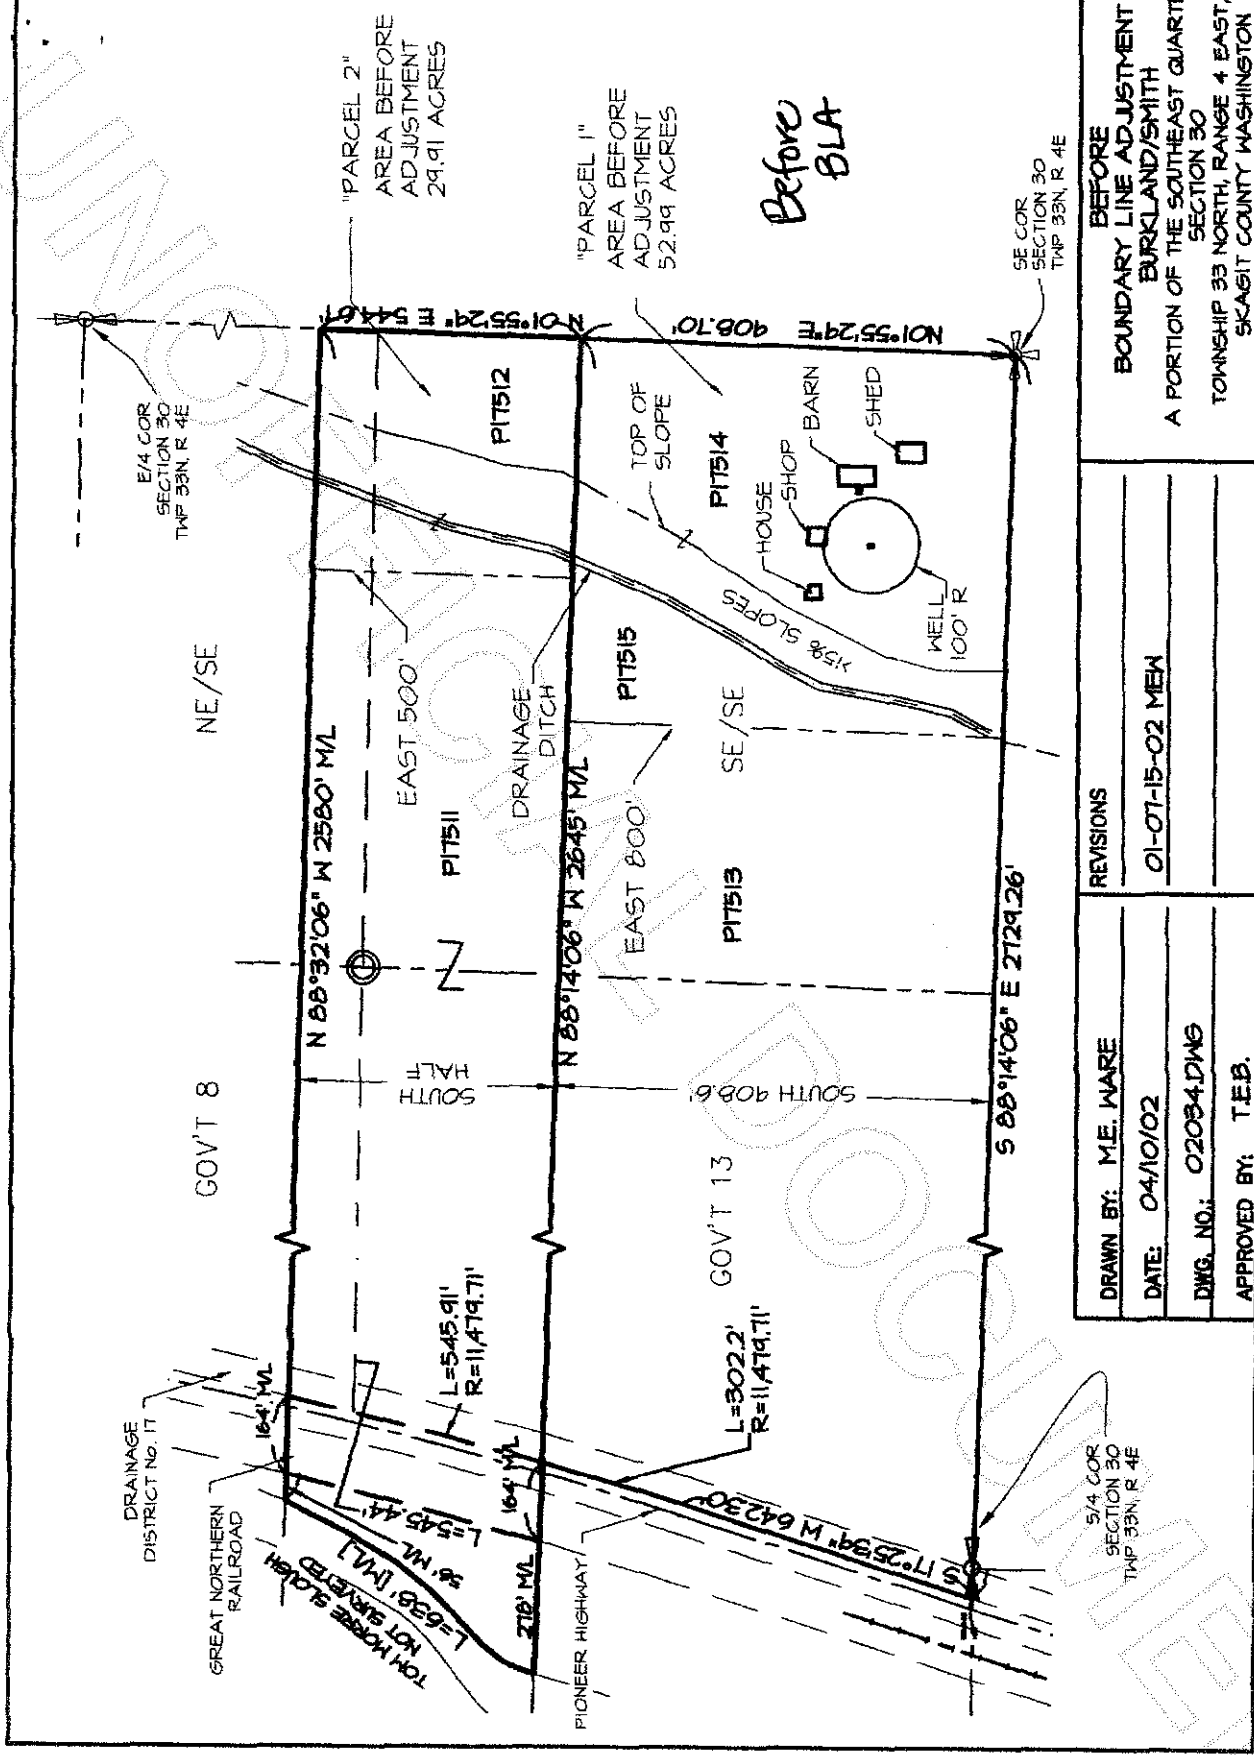 UNOFFICIAL DOCUMENT
"PARCEL 2"
AREA BEFORE
ADJUSTMENT
29.91 ACRES
"PARCEL 1"
AREA BEFORE
ADJUSTMENT
52.99 ACRES
Before
BLA
E/4 COR
SECTION 30
TWP 33N, R 4E
SE COR
SECTION 30
TWP 33N, R 4E
N 01°55'29" E 544.61'
N01°55'29"E 908.70'
NE/SE
GOV'T 8
N 88°32'06" W 2580' M/L
P17512
EAST 500'
P17511
DRAINAGE
DITCH
N 88°14'06" W 2645' M/L
TOP OF
SLOPE
P17514
P17515
HOUSE
SHOP
BARN
SHED
WELL
100' R
>15% SLOPES
SE/SE
EAST 800'
P17513
SOUTH
HALF
SOUTH 908.6'
GOV'T 13
S 88°14'06" E 2729.26'
DRAINAGE
DISTRICT No. 17
GREAT NORTHERN
RAILROAD
164' M/L
L=545.91'
R=11,479.71'
L=302.2'
R=11,479.71'
164' M/L
L=545.44'
56' M/L
L=638' [M/L]
TOM MOORE SLOUGH
NOT SURVEYED
278' M/L
PIONEER HIGHWAY
S 17°25'39" W 642.30'
S/4 COR
SECTION 30
TWP 33N, R 4E
DRAWN BY: M.E. WARE
DATE: 04/10/02
DWG. NO.: 02034.DWG
APPROVED BY: T.E.B.
REVISIONS
01-07-15-02 MEW
BEFORE
BOUNDARY LINE ADJUSTMENT
BURKLAND/SMITH
A PORTION OF THE SOUTHEAST QUART
SECTION 30
TOWNSHIP 33 NORTH, RANGE 4 EAST,
SKAGIT COUNTY WASHINGTON